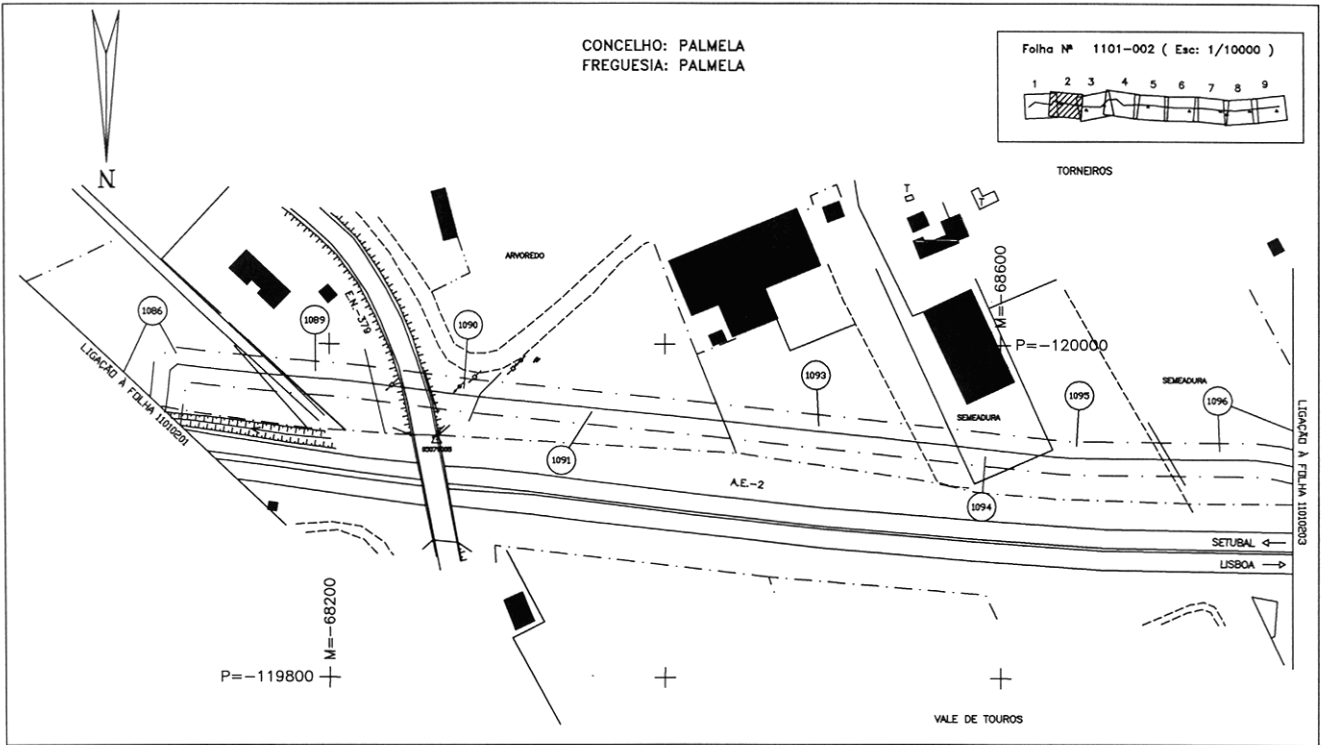 CONCELHO: PALMELA
FREGUESIA: PALMELA
Folha Nª 1101-002 ( Esc: 1/10000 )
1 2 3 4 5 6 7 8 9
N
TORNEIROS
T
T
ARVOREDO
M=-68600
1086
1089
E.N.-379
1090
P=-120000
LIGAÇÃO À FOLHA 11010201
1093
SEMEADURA
1095
1096
SEMEADURA
LIGAÇÃO À FOLHA 11010203
1091
A.E.-2
1094
SETUBAL
LISBOA
M=-68200
P=-119800
VALE DE TOUROS